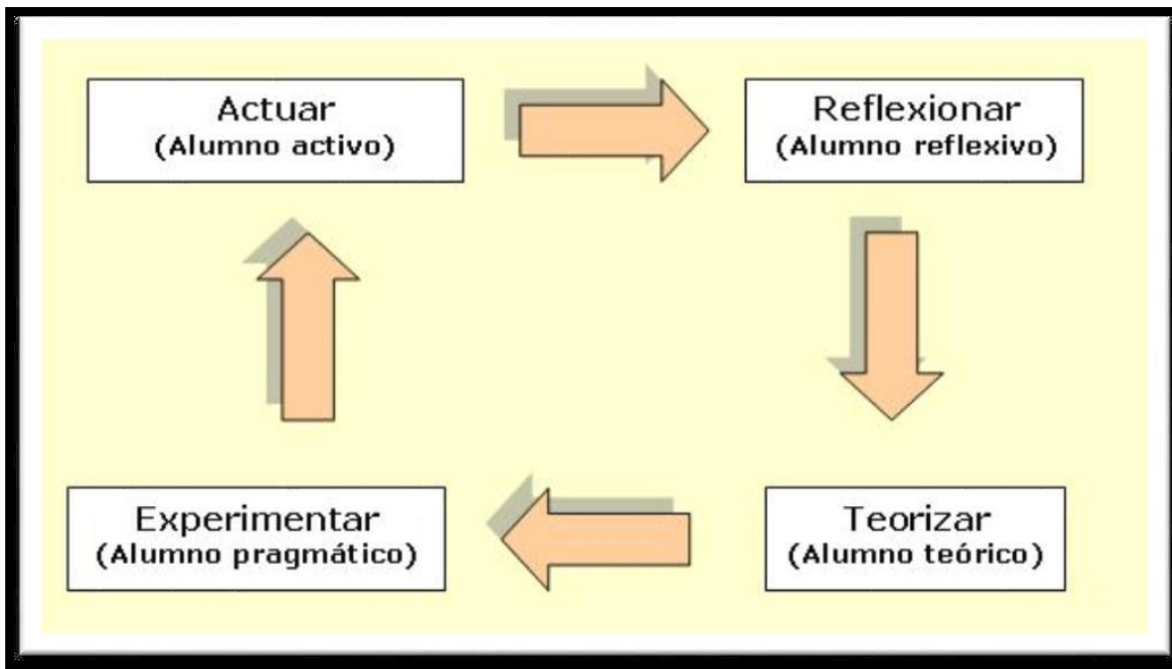 Actuar
(Alumno activo)
Reflexionar
(Alumno reflexivo)
Experimentar
(Alumno pragmático)
Teorizar
(Alumno teórico)